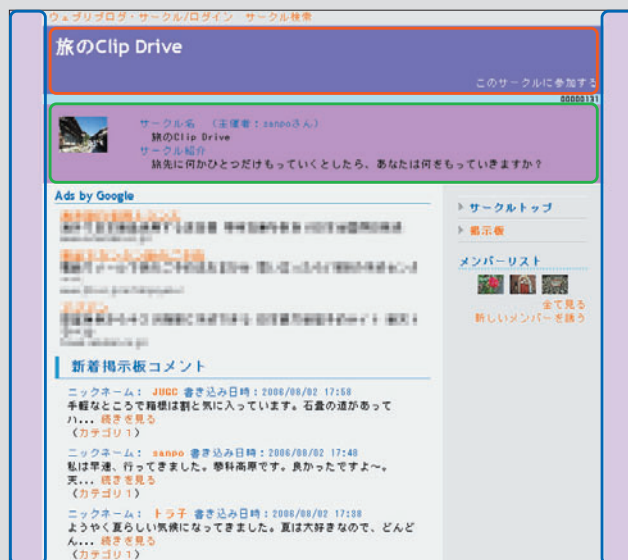 ウェブリブログ・サークル/ログイン サークル検索
旅のClip Drive
このサークルに参加する
00000131
サークル名 (主催者:sanpoさん)
旅のClip Drive
サークル紹介
旅先に何かひとつだけもっていくとしたら、あなたは何をもっていきますか?
Ads by Google
サークルトップ
掲示板
メンバーリスト
全て見る
新しいメンバーを誘う
新着掲示板コメント
ニックネーム: JUGC 書き込み日時:2006/08/02 17:58
手軽なところで箱根は割と気に入っています。石畳の道があって
ハ... 続きを見る
(カテゴリ1)
ニックネーム: sanpo 書き込み日時:2006/08/02 17:48
私は早速、行ってきました。蓼科高原です。良かったですよ~。
天... 続きを見る
(カテゴリ1)
ニックネーム: トラ子 書き込み日時:2006/08/02 17:38
ようやく夏らしい気候になってきました。夏は大好きなので、どんど
ん... 続きを見る
(カテゴリ1)